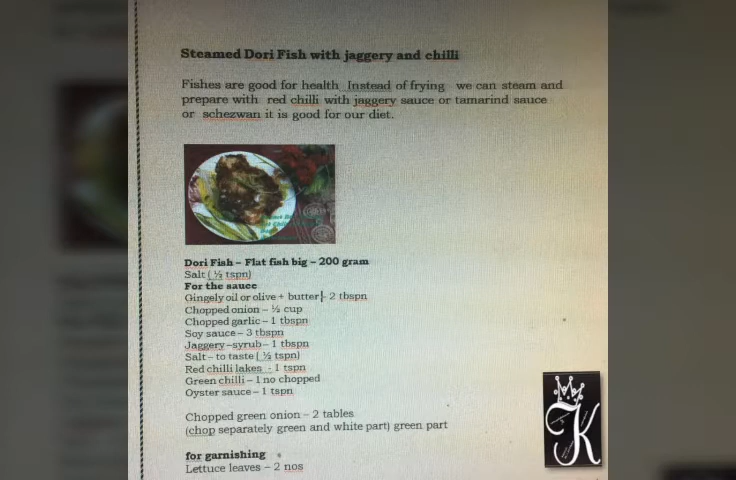 Steamed Dori Fish with jaggery and chilli
Fishes are good for health Instead of frying we can steam and
prepare with red chilli with jaggery sauce or tamarind sauce
or schezwan it is good for our diet.
Dori Fish – Flat fish big – 200 gram
Salt ( ½ tspn)
For the sauce
Gingely oil or olive + butter - 2 tbspn
Chopped onion – ½ cup
Chopped garlic – 1 tbspn
Soy sauce – 3 tbspn
Jaggery –syrub – 1 tbspn
Salt – to taste ( ½ tspn)
Red chilli lakes - 1 tspn
Green chilli – 1 no chopped
Oyster sauce – 1 tspn
Chopped green onion – 2 tables
(chop separately green and white part) green part
for garnishing
Lettuce leaves – 2 nos
TK